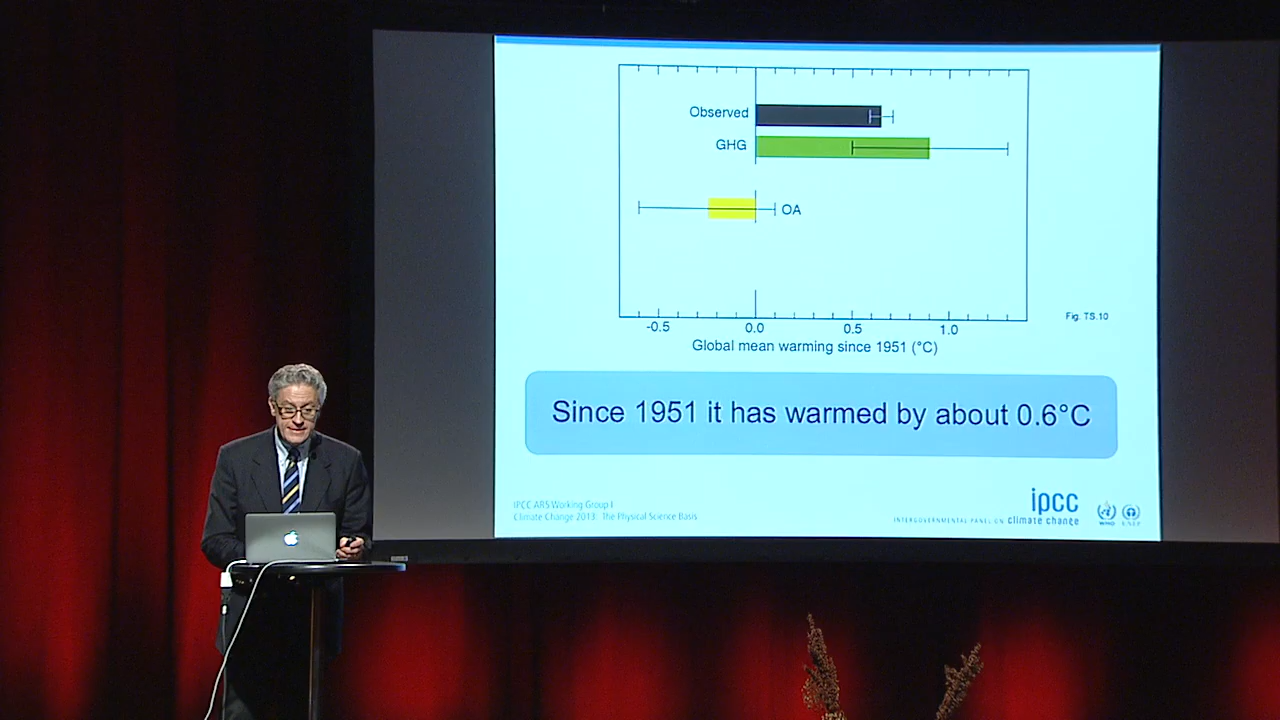 Observed
GHG
OA
-0.5 0.0 0.5 1.0
Global mean warming since 1951 (°C)
Fig. TS.10
Since 1951 it has warmed by about 0.6°C
IPCC AR5 Working Group I
Climate Change 2013: The Physical Science Basis
ipcc
INTERGOVERNMENTAL PANEL ON climate change
WMO UNEP